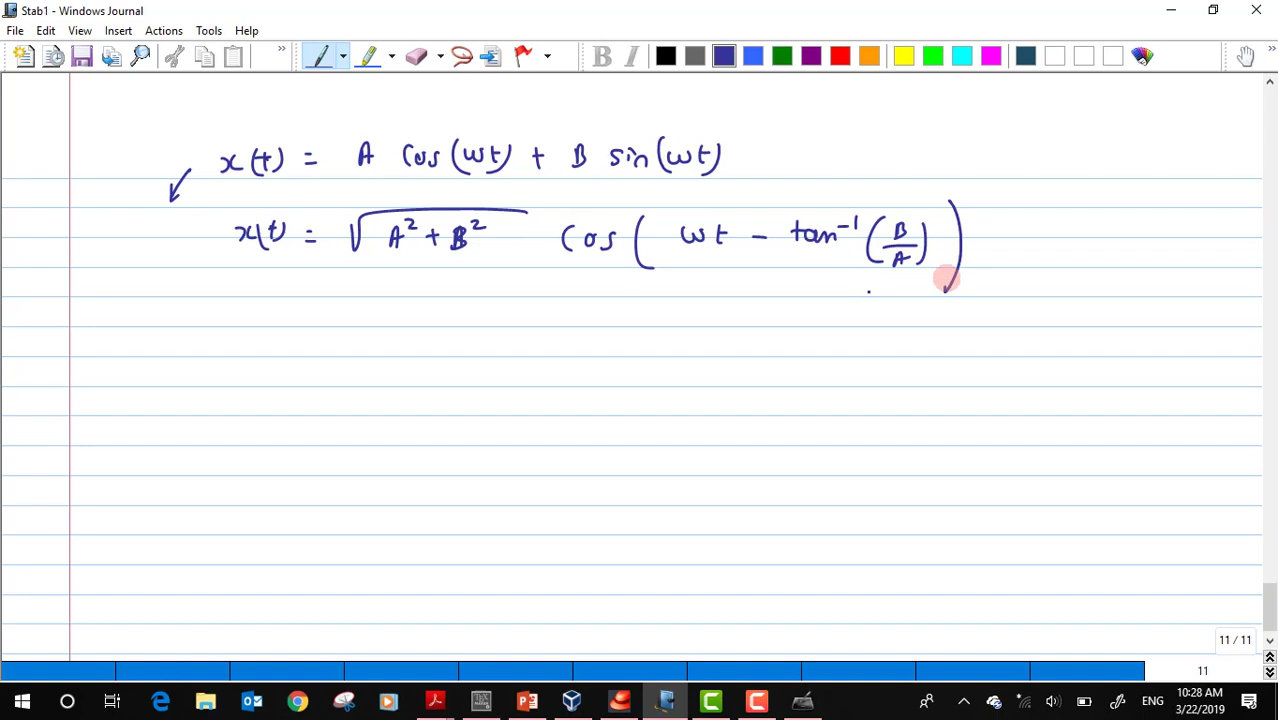 Stab1 - Windows Journal
File Edit View Insert Actions Tools Help
B I
x(t) = A Cos(ωt) + B sin(ωt)
x(t) = √A² + B² Cos( ωt - tan⁻¹(B/A) )
11 / 11
11
ENG
10:28 AM
3/22/2019